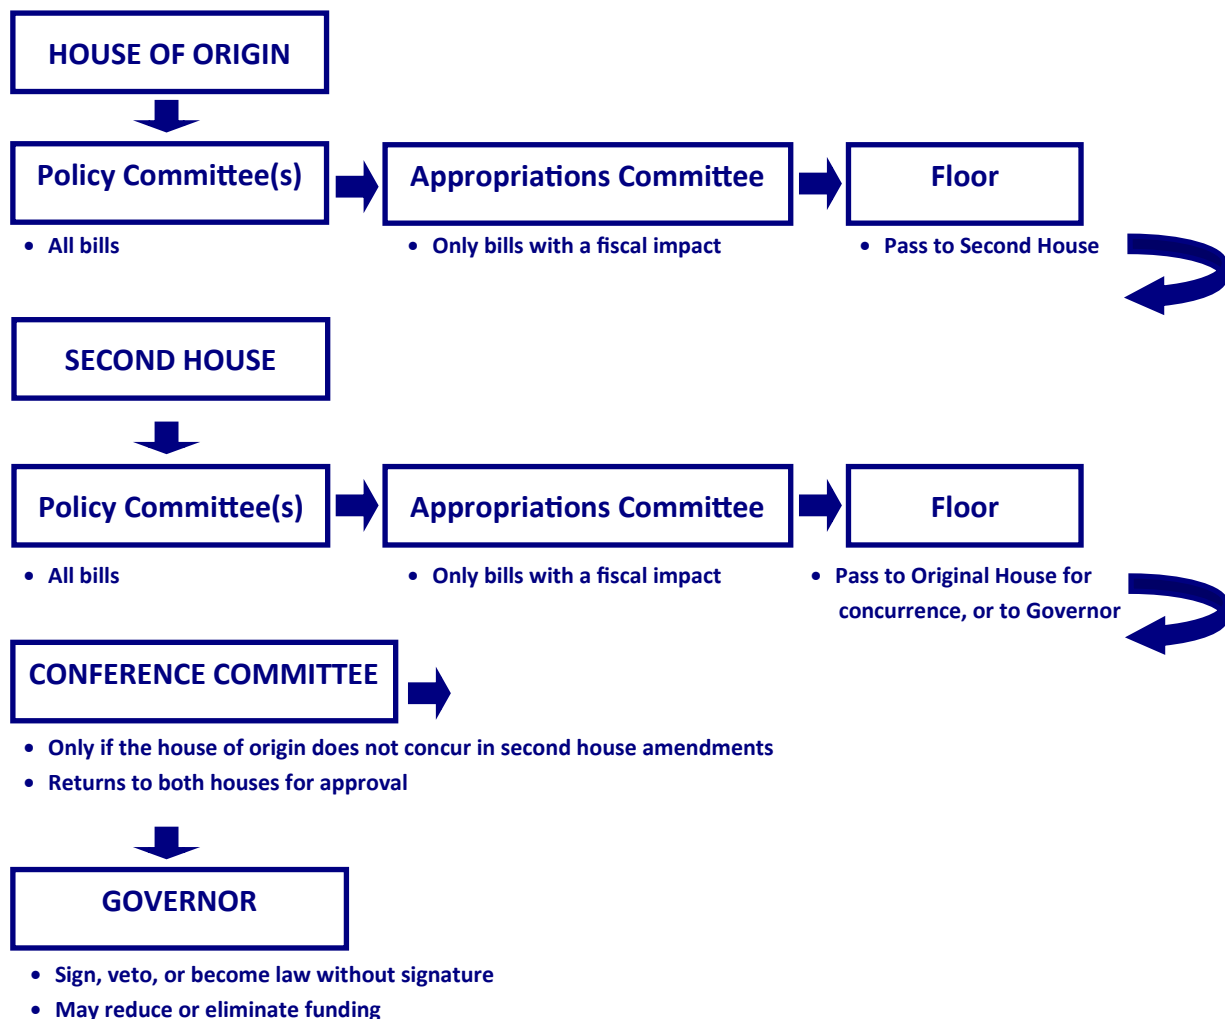 HOUSE OF ORIGIN
Policy Committee(s)
Appropriations Committee
Floor
• All bills
• Only bills with a fiscal impact
• Pass to Second House
SECOND HOUSE
Policy Committee(s)
Appropriations Committee
Floor
• All bills
• Only bills with a fiscal impact
• Pass to Original House for
concurrence, or to Governor
CONFERENCE COMMITTEE
• Only if the house of origin does not concur in second house amendments
• Returns to both houses for approval
GOVERNOR
• Sign, veto, or become law without signature
• May reduce or eliminate funding